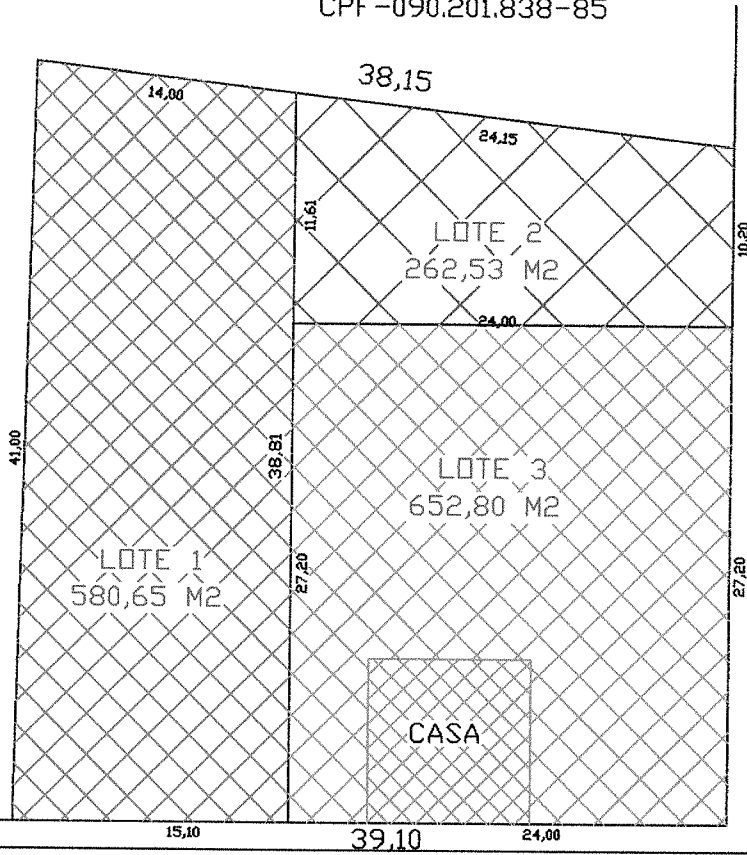 CPF-090.201.838-85
38,15
14,00
24,15
11,61
10,20
LOTE 2
262,53 M2
24,00
41,00
38,81
LOTE 3
652,80 M2
LOTE 1
580,65 M2
27,20
27,20
CASA
15,10
39,10
24,00